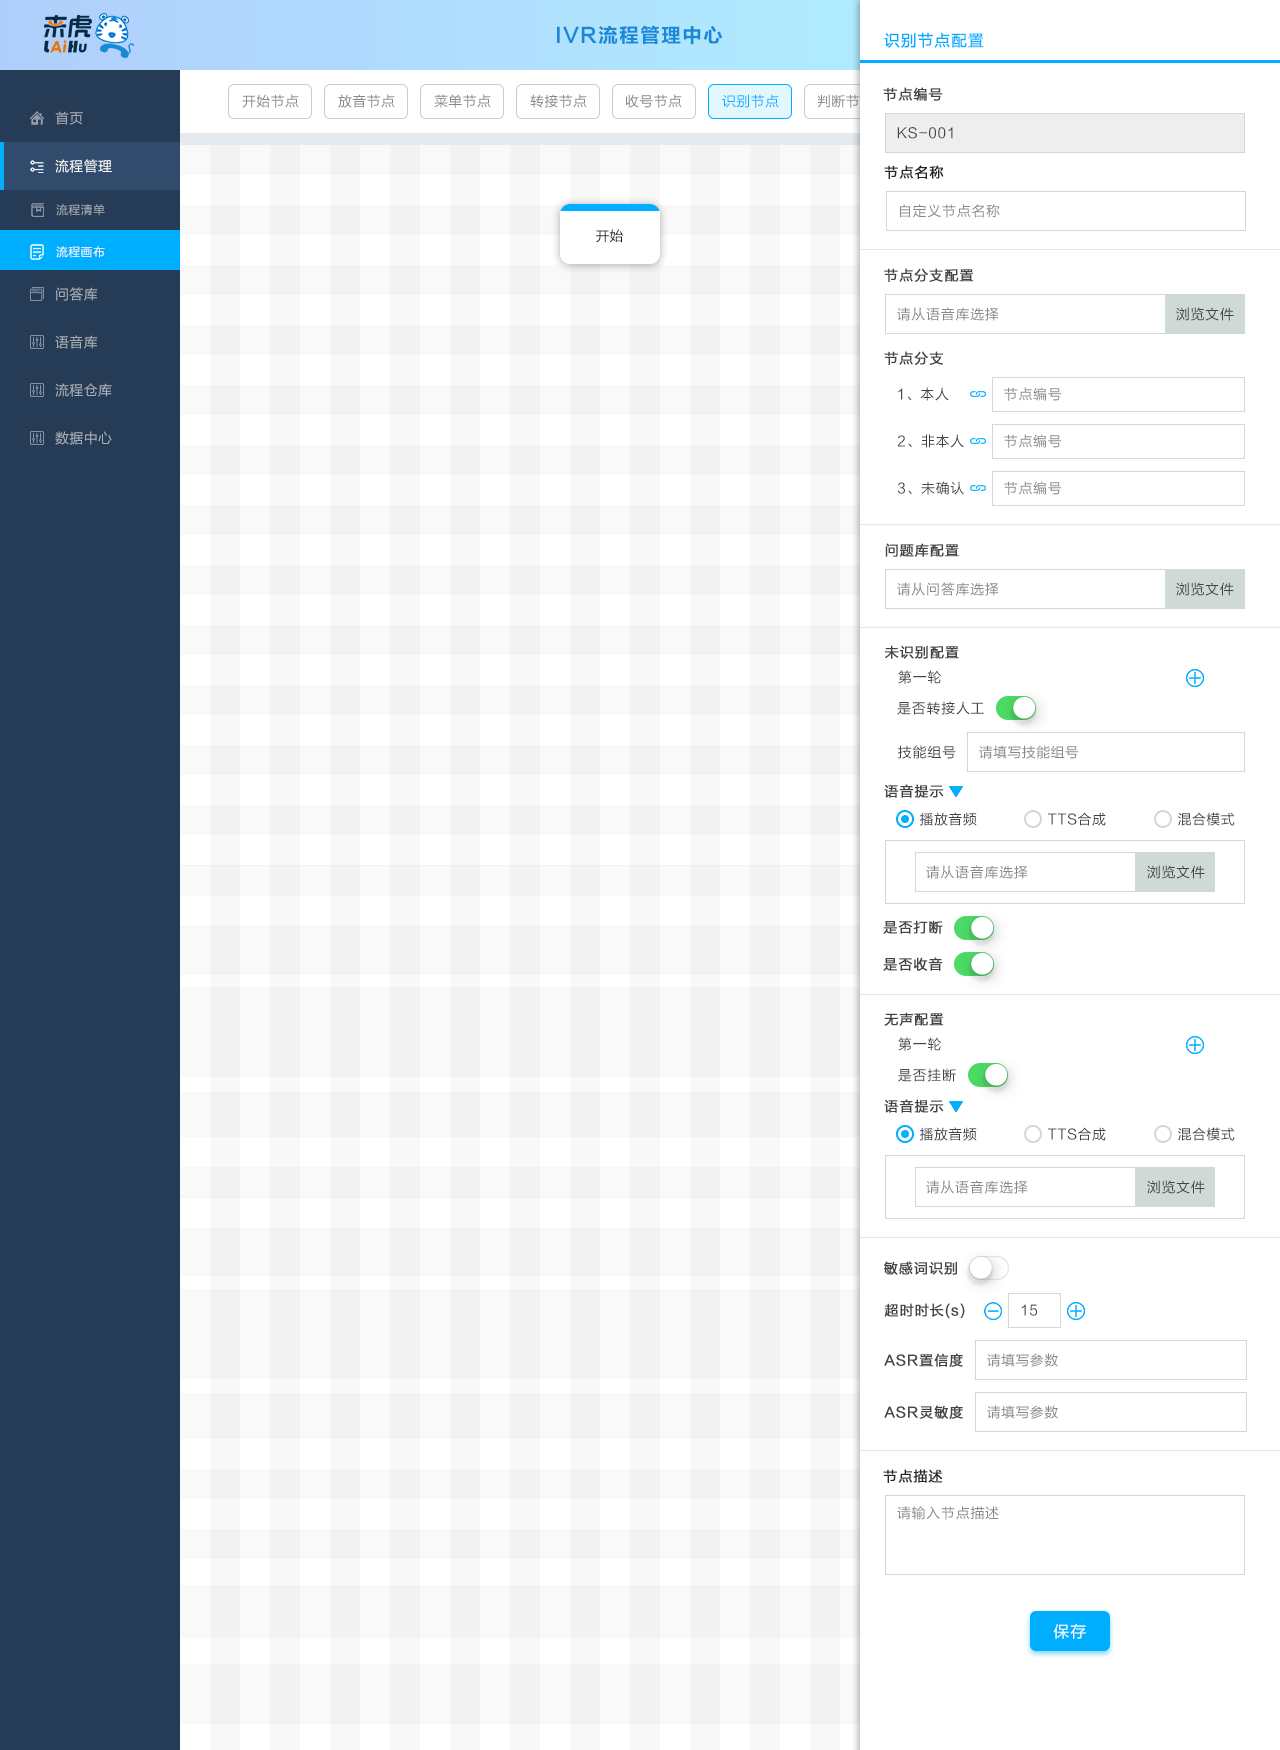 来虎
LAiHu
IVR流程管理中心
首页
流程管理
流程清单
流程画布
问答库
语音库
流程仓库
数据中心
开始节点
放音节点
菜单节点
转接节点
收号节点
识别节点
判断节
开始
识别节点配置
节点编号
KS-001
节点名称
自定义节点名称
节点分支配置
请从语音库选择
浏览文件
节点分支
1、本人
节点编号
2、非本人
节点编号
3、未确认
节点编号
问题库配置
请从问答库选择
浏览文件
未识别配置
第一轮
是否转接人工
技能组号
请填写技能组号
语音提示
播放音频
TTS合成
混合模式
请从语音库选择
浏览文件
是否打断
是否收音
无声配置
第一轮
是否挂断
语音提示
播放音频
TTS合成
混合模式
请从语音库选择
浏览文件
敏感词识别
超时时长(s)
15
ASR置信度
请填写参数
ASR灵敏度
请填写参数
节点描述
请输入节点描述
保存